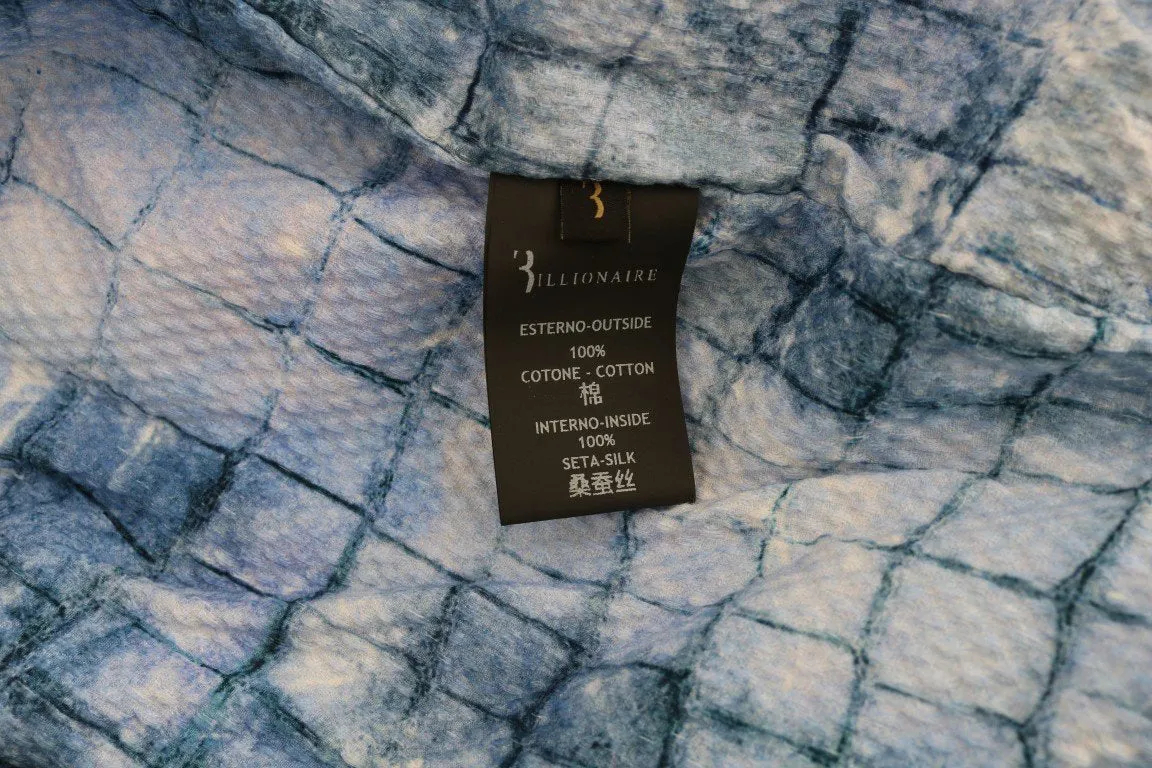 B
BILLIONAIRE
ESTERNO-OUTSIDE
100%
COTONE - COTTON
棉
INTERNO-INSIDE
100%
SETA-SILK
桑蚕丝